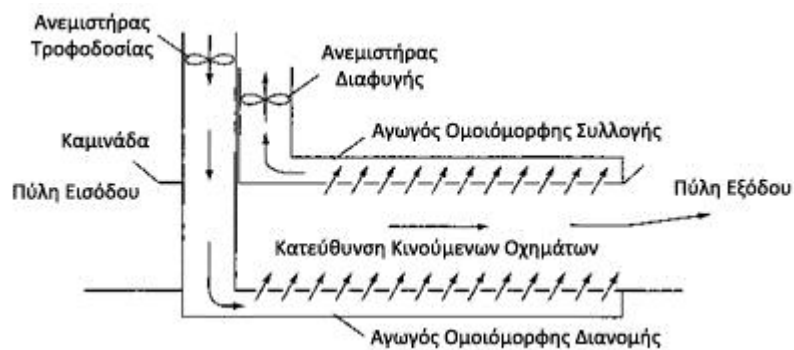 Ανεμιστήρας
Τροφοδοσίας
Ανεμιστήρας
Διαφυγής
Καμινάδα
Αγωγός Ομοιόμορφης Συλλογής
Πύλη Εισόδου
Πύλη Εξόδου
Κατεύθυνση Κινούμενων Οχημάτων
Αγωγός Ομοιόμορφης Διανομής